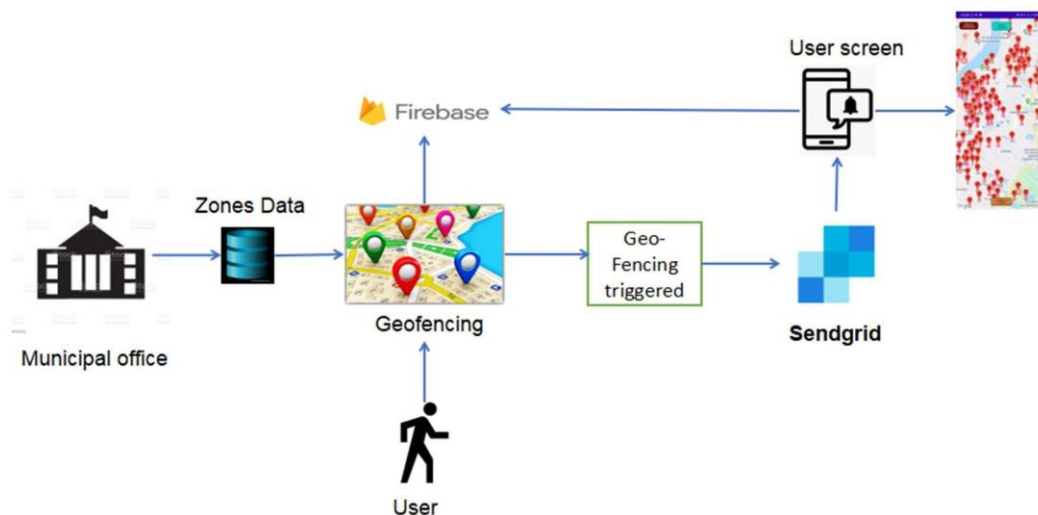 User screen
Firebase
Zones Data
Geo-
Fencing
triggered
Geofencing
Sendgrid
Municipal office
User